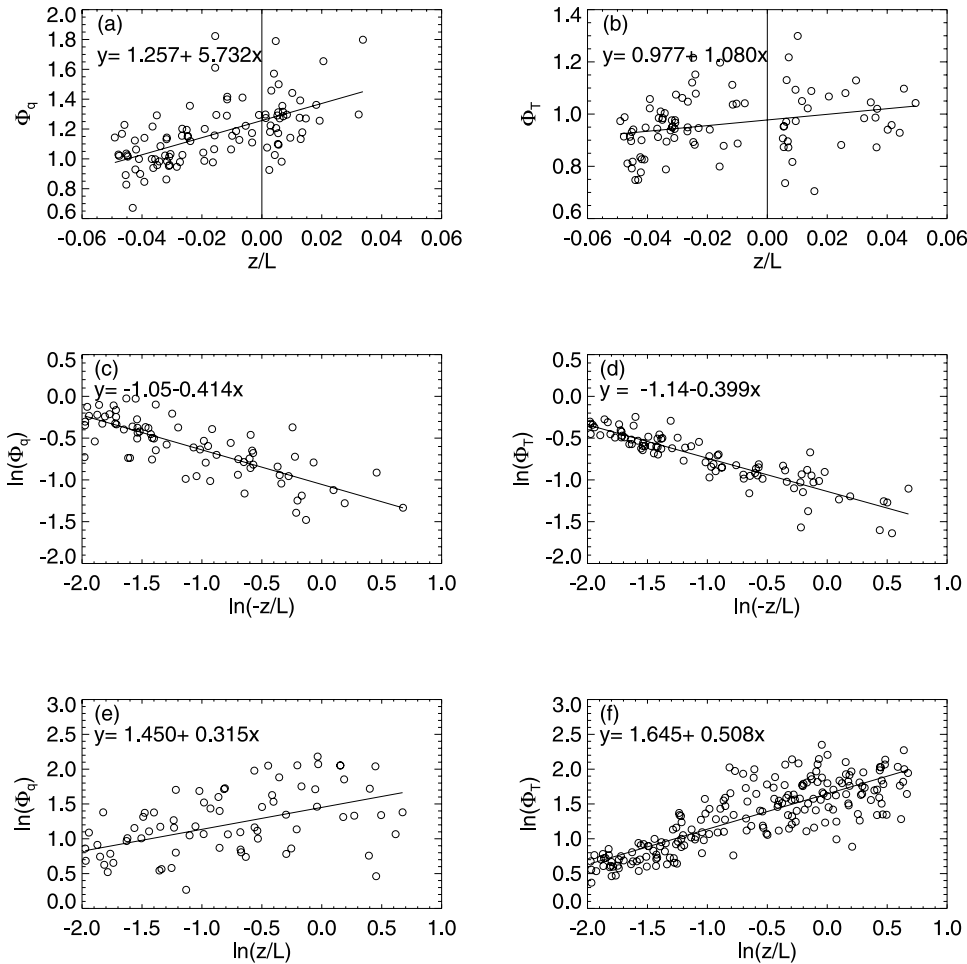 (a)
y= 1.257+ 5.732x
Φq
2.0
1.8
1.6
1.4
1.2
1.0
0.8
0.6
-0.06 -0.04 -0.02 0.00 0.02 0.04 0.06
z/L
(b)
y= 0.977+ 1.080x
ΦT
1.4
1.2
1.0
0.8
0.6
-0.06 -0.04 -0.02 0.00 0.02 0.04 0.06
z/L
(c)
y= -1.05-0.414x
ln(Φq)
0.5
0.0
-0.5
-1.0
-1.5
-2.0
-2.0 -1.5 -1.0 -0.5 0.0 0.5 1.0
ln(-z/L)
(d)
y = -1.14-0.399x
ln(ΦT)
0.5
0.0
-0.5
-1.0
-1.5
-2.0
-2.0 -1.5 -1.0 -0.5 0.0 0.5 1.0
ln(-z/L)
(e)
y= 1.450+ 0.315x
ln(Φq)
3.0
2.5
2.0
1.5
1.0
0.5
0.0
-2.0 -1.5 -1.0 -0.5 0.0 0.5 1.0
ln(z/L)
(f)
y= 1.645+ 0.508x
ln(ΦT)
3.0
2.5
2.0
1.5
1.0
0.5
0.0
-2.0 -1.5 -1.0 -0.5 0.0 0.5 1.0
ln(z/L)